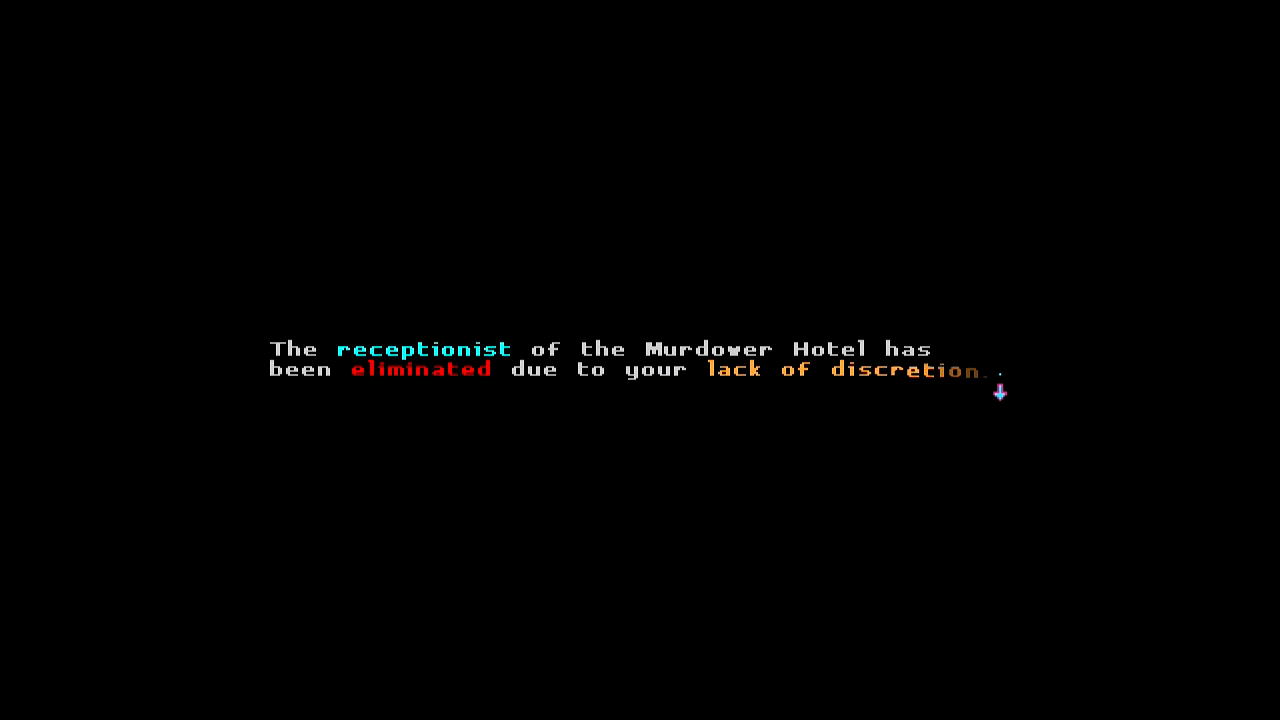 The receptionist of the Murdower Hotel has
been eliminated due to your lack of discretion..